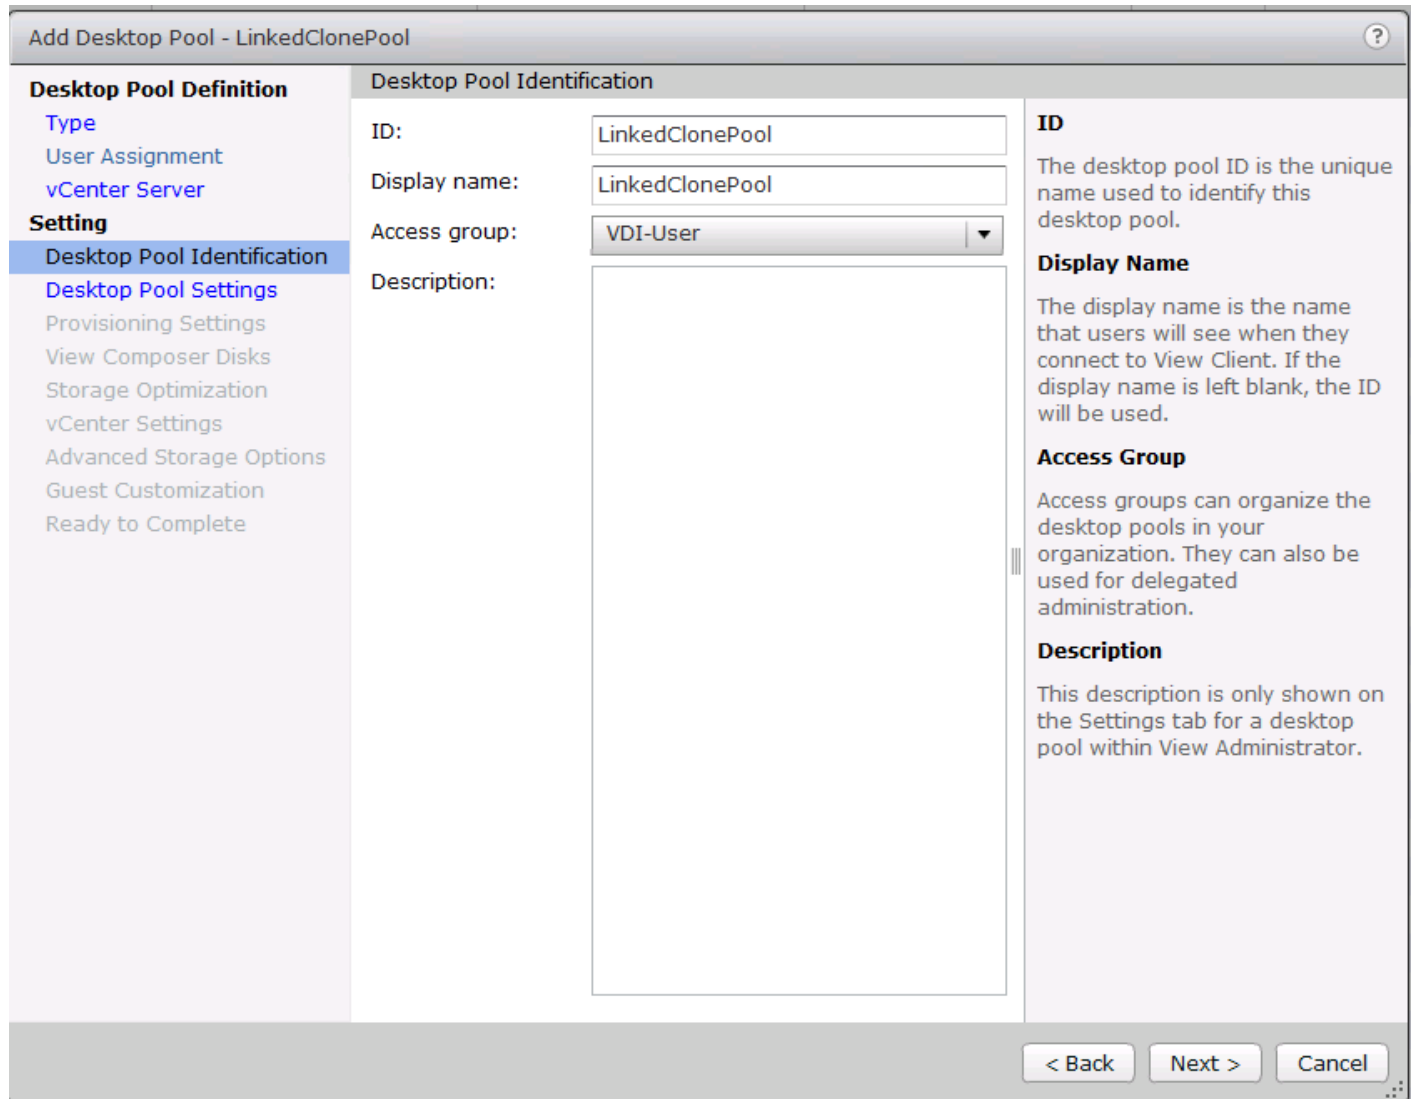 Add Desktop Pool - LinkedClonePool
?
Desktop Pool Definition
Type
User Assignment
vCenter Server
Setting
Desktop Pool Identification
Desktop Pool Settings
Provisioning Settings
View Composer Disks
Storage Optimization
vCenter Settings
Advanced Storage Options
Guest Customization
Ready to Complete
Desktop Pool Identification
ID:
LinkedClonePool
Display name:
LinkedClonePool
Access group:
VDI-User
Description:
ID
The desktop pool ID is the unique
name used to identify this
desktop pool.
Display Name
The display name is the name
that users will see when they
connect to View Client. If the
display name is left blank, the ID
will be used.
Access Group
Access groups can organize the
desktop pools in your
organization. They can also be
used for delegated
administration.
Description
This description is only shown on
the Settings tab for a desktop
pool within View Administrator.
< Back
Next >
Cancel